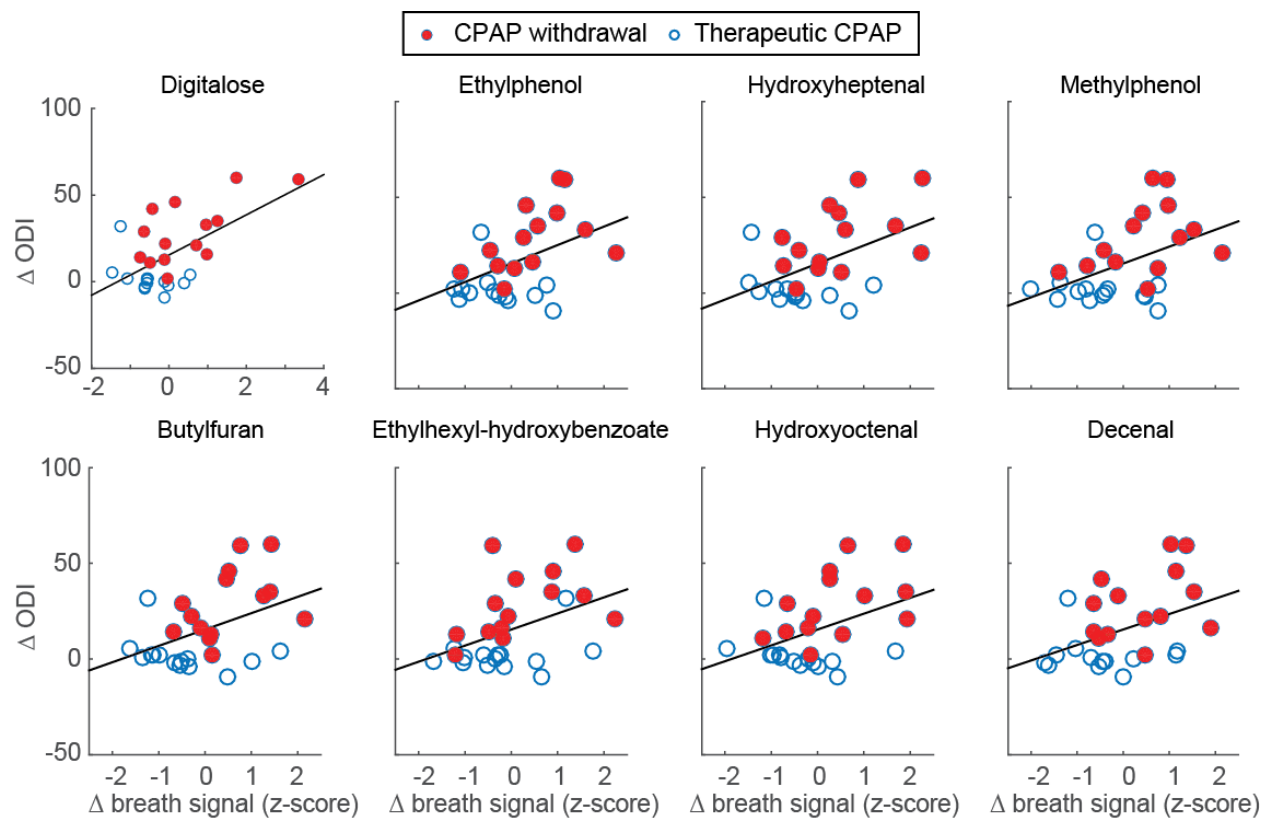 CPAP withdrawal Therapeutic CPAP
Digitalose Ethylphenol Hydroxyheptenal Methylphenol
100
50
0
-50
Δ ODI
-2 0 2 4
Butylfuran Ethylhexyl-hydroxybenzoate Hydroxyoctenal Decenal
100
50
0
-50
Δ ODI
-2 -1 0 1 2 -2 -1 0 1 2 -2 -1 0 1 2 -2 -1 0 1 2
Δ breath signal (z-score) Δ breath signal (z-score) Δ breath signal (z-score) Δ breath signal (z-score)